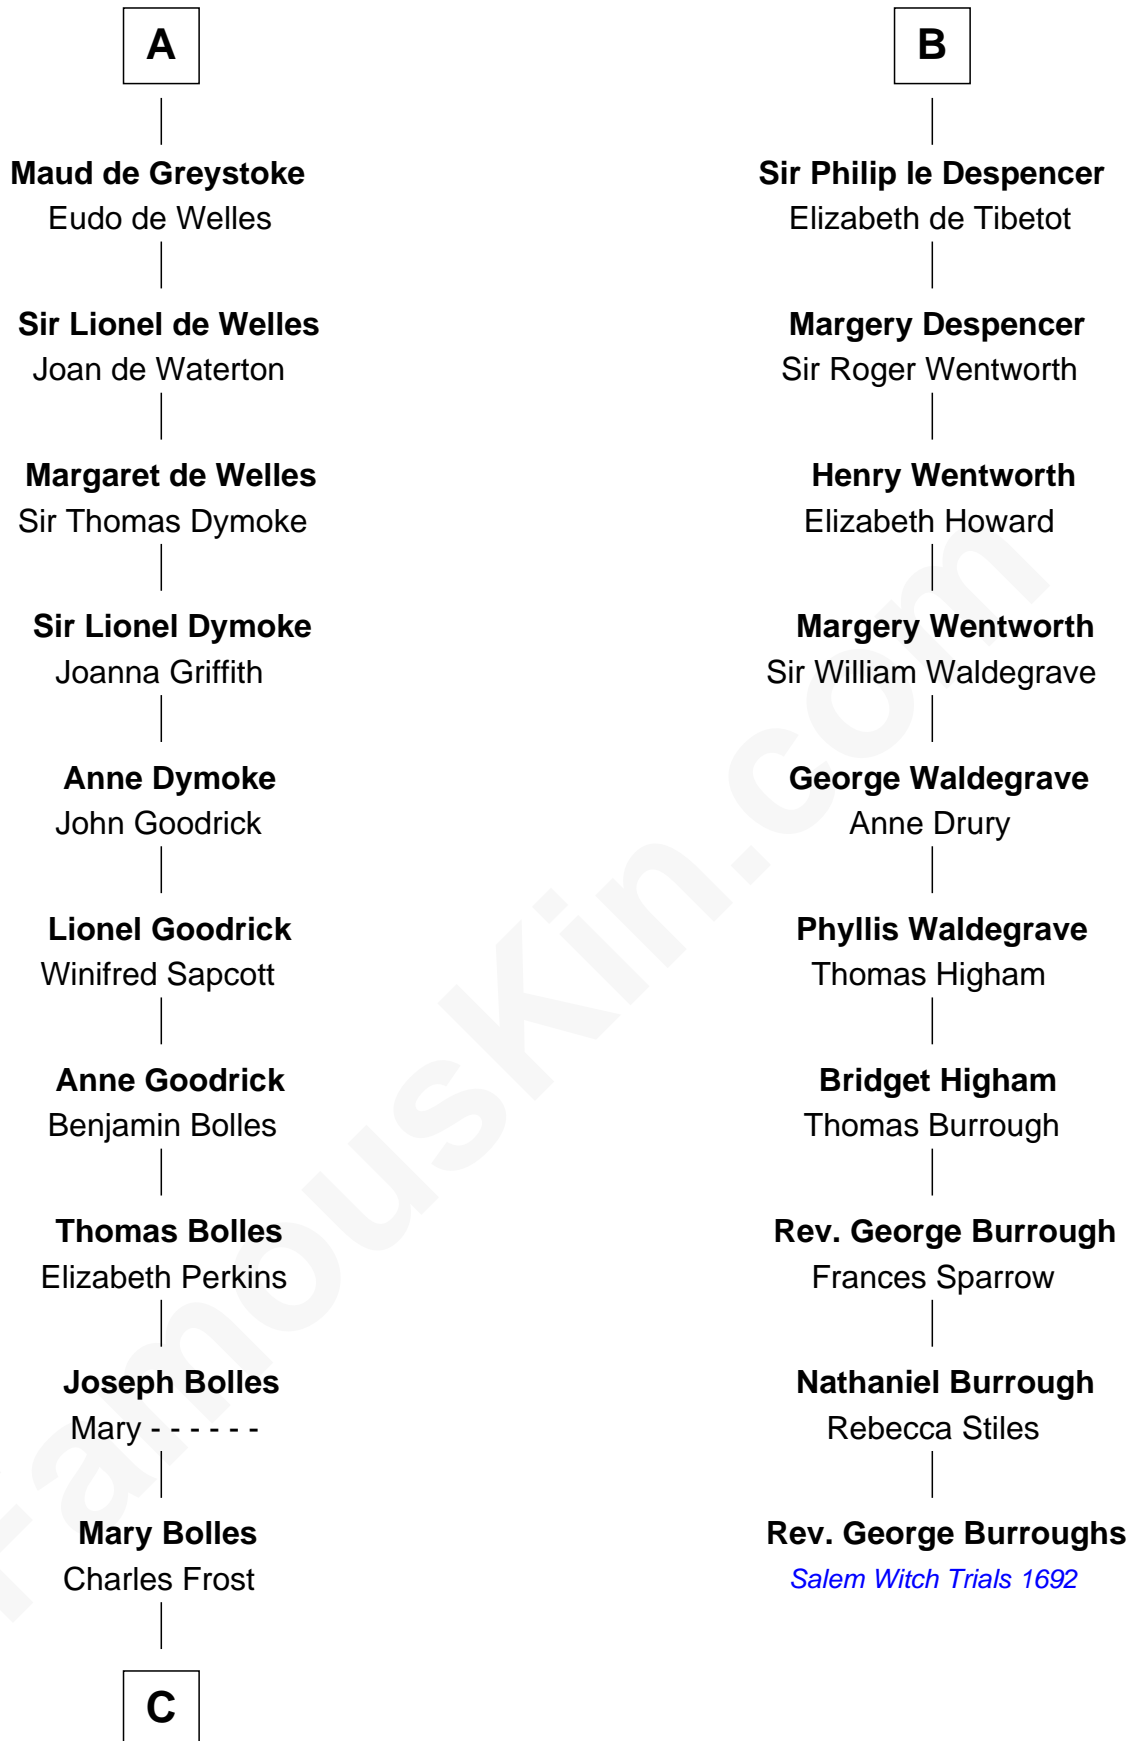 A
Maud de Greystoke
Eudo de Welles
Sir Lionel de Welles
Joan de Waterton
Margaret de Welles
Sir Thomas Dymoke
Sir Lionel Dymoke
Joanna Griffith
Anne Dymoke
John Goodrick
Lionel Goodrick
Winifred Sapcott
Anne Goodrick
Benjamin Bolles
Thomas Bolles
Elizabeth Perkins
Joseph Bolles
Mary - - - - - -
Mary Bolles
Charles Frost
C
B
Sir Philip le Despencer
Elizabeth de Tibetot
Margery Despencer
Sir Roger Wentworth
Henry Wentworth
Elizabeth Howard
Margery Wentworth
Sir William Waldegrave
George Waldegrave
Anne Drury
Phyllis Waldegrave
Thomas Higham
Bridget Higham
Thomas Burrough
Rev. George Burrough
Frances Sparrow
Nathaniel Burrough
Rebecca Stiles
Rev. George Burroughs
Salem Witch Trials 1692
FamousKin.com